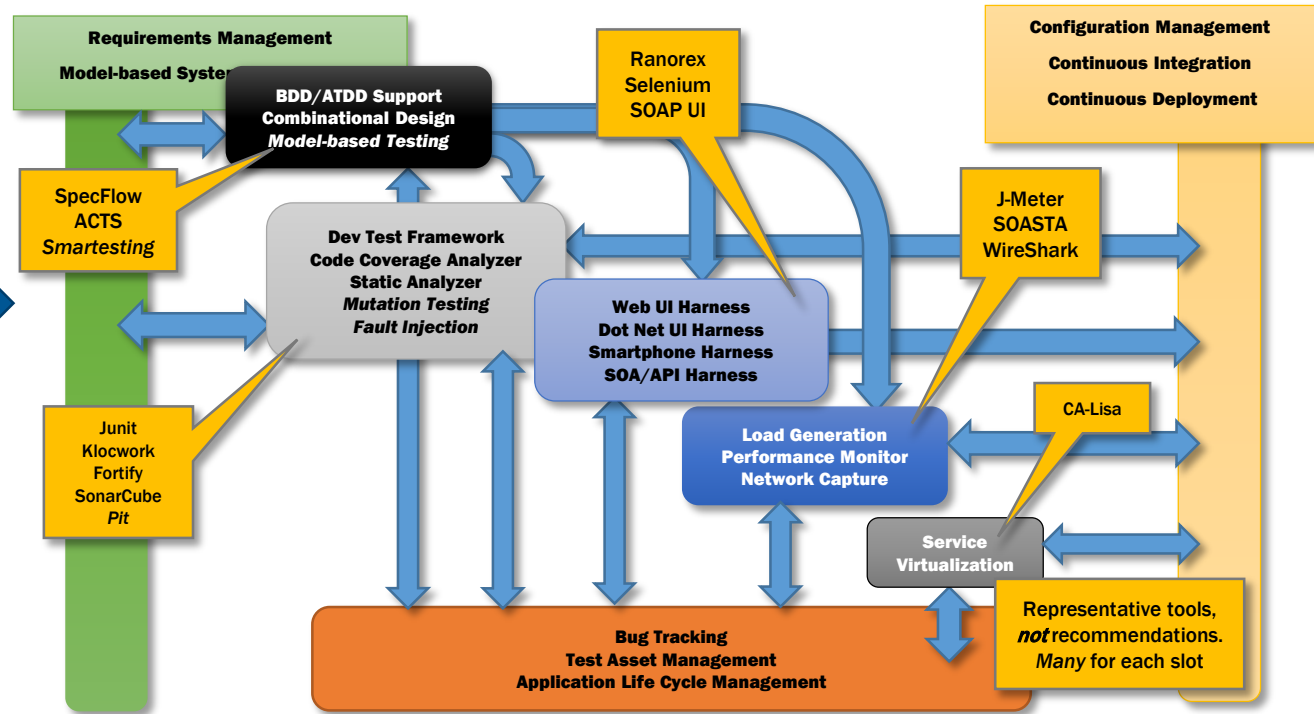 Requirements Management
Model-based System
BDD/ATDD Support
Combinational Design
Model-based Testing
Ranorex
Selenium
SOAP UI
Configuration Management
Continuous Integration
Continuous Deployment
SpecFlow
ACTS
Smartesting
Dev Test Framework
Code Coverage Analyzer
Static Analyzer
Mutation Testing
Fault Injection
J-Meter
SOASTA
WireShark
Web UI Harness
Dot Net UI Harness
Smartphone Harness
SOA/API Harness
Junit
Klocwork
Fortify
SonarCube
Pit
Load Generation
Performance Monitor
Network Capture
CA-Lisa
Service
Virtualization
Representative tools,
not recommendations.
Many for each slot
Bug Tracking
Test Asset Management
Application Life Cycle Management